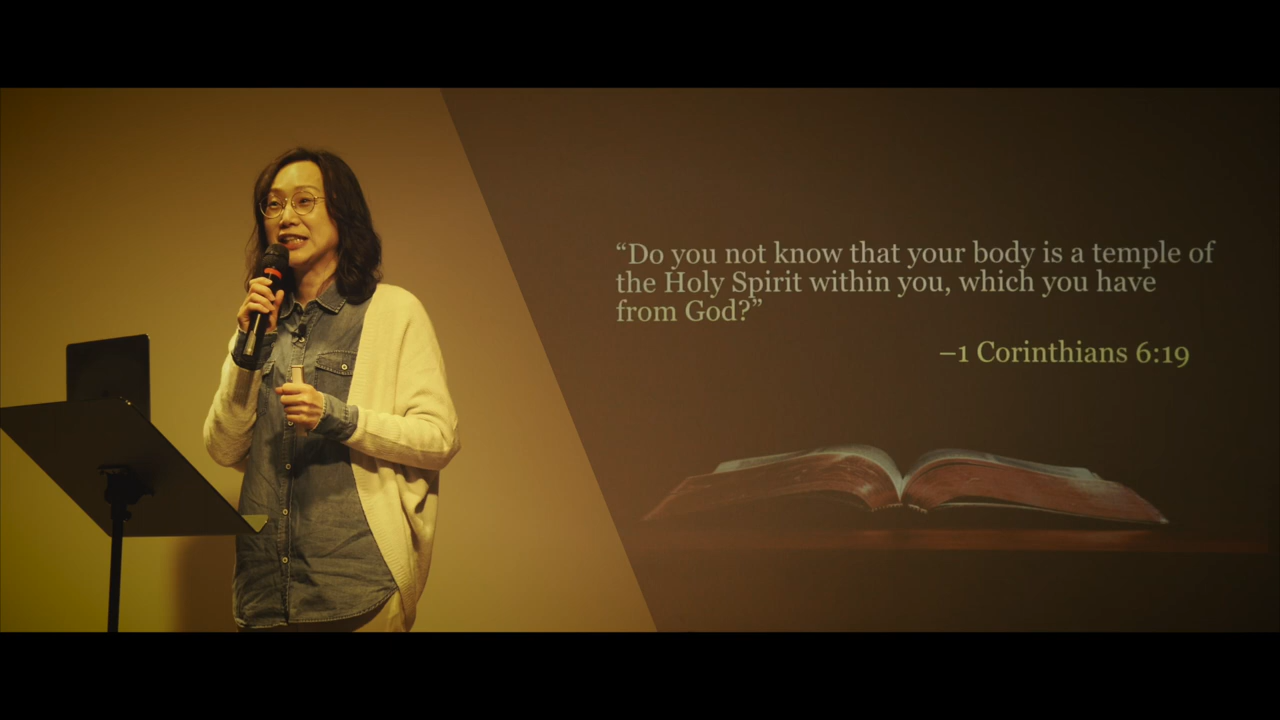 “Do you not know that your body is a temple of
the Holy Spirit within you, which you have
from God?”
–1 Corinthians 6:19